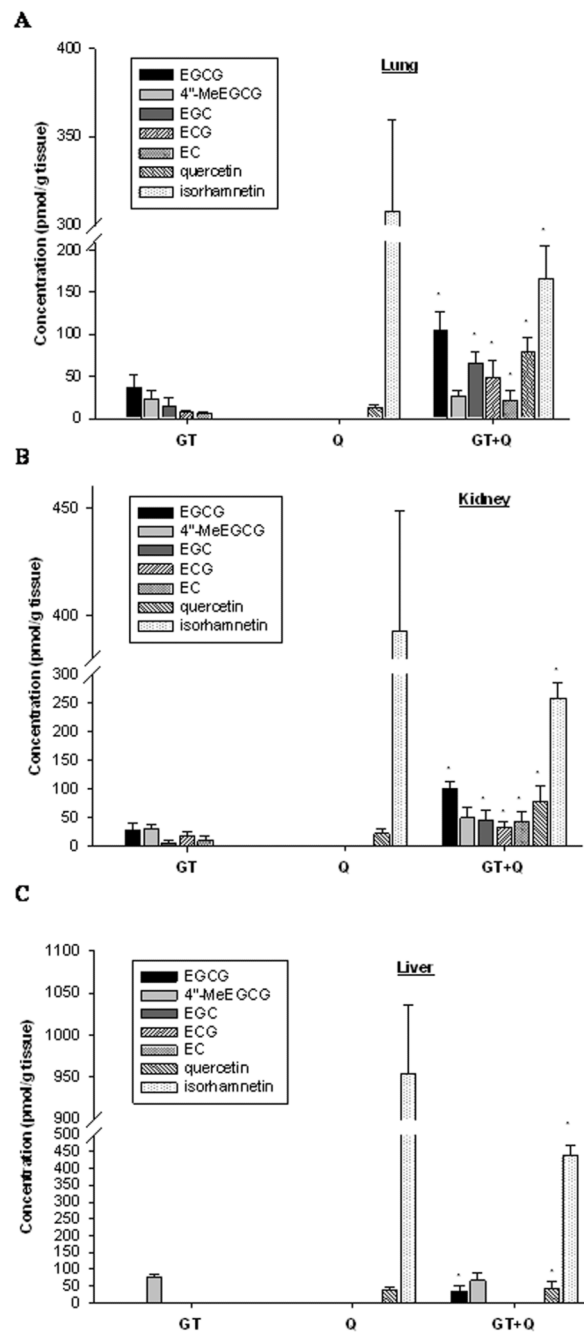 A
Lung
Concentration (pmol/g tissue)
400
350
300
200
150
100
50
0
EGCG
4"-MeEGCG
EGC
ECG
EC
quercetin
isorhamnetin
* * * * * *
GT Q GT+Q
B
Kidney
Concentration (pmol/g tissue)
450
400
300
250
200
150
100
50
0
EGCG
4"-MeEGCG
EGC
ECG
EC
quercetin
isorhamnetin
* * * * * *
GT Q GT+Q
C
Liver
Concentration (pmol/g tissue)
1100
1050
1000
950
900
500
450
400
350
300
250
200
150
100
50
0
EGCG
4"-MeEGCG
EGC
ECG
EC
quercetin
isorhamnetin
* * *
GT Q GT+Q